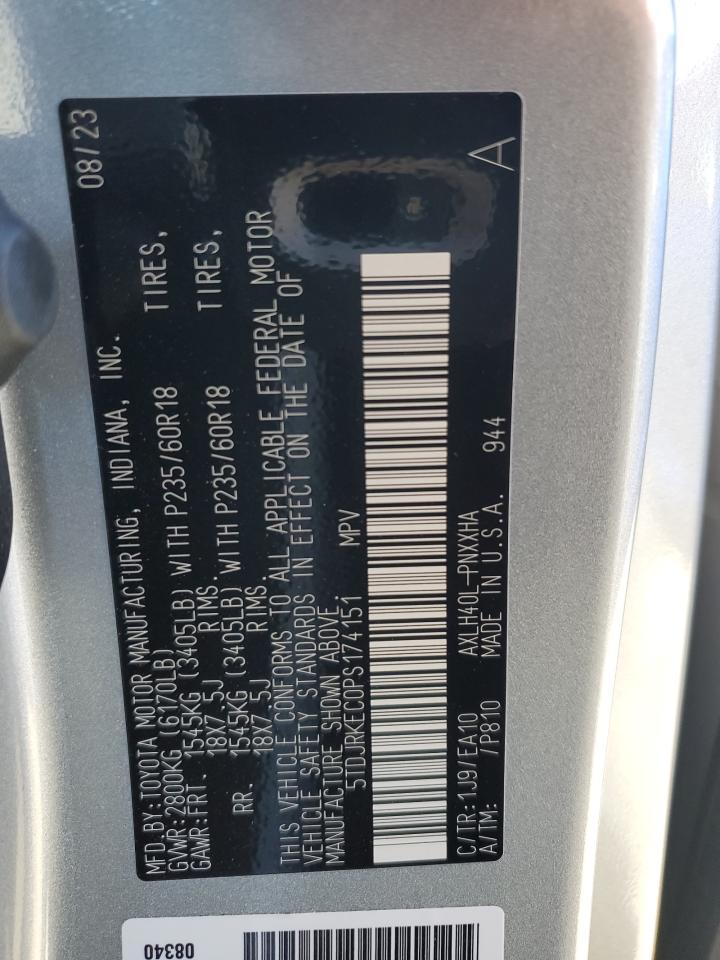 MFD.BY:TOYOTA MOTOR MANUFACTURING, INDIANA, INC. 08/23
GVWR:2800KG (6170LB)
GAWR:FRT. 1545KG (3405LB) WITH P235/60R18 TIRES,
18X7.5J RIMS.
RR. 1545KG (3405LB) WITH P235/60R18 TIRES,
18X7.5J RIMS.
THIS VEHICLE CONFORMS TO ALL APPLICABLE FEDERAL MOTOR
VEHICLE SAFETY STANDARDS IN EFFECT ON THE DATE OF
MANUFACTURE SHOWN ABOVE.
5TDJRKEC0PS174151 MPV
C/TR:1J9/EA10 AXLH40L-PNXXHA
A/TM: /P810 MADE IN U.S.A. 944 A
08340